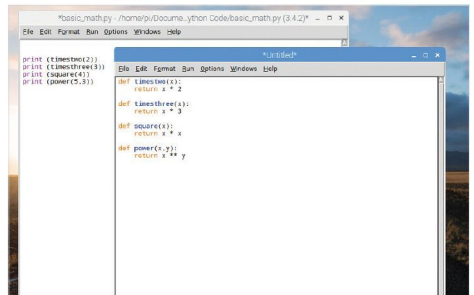 *basic_math.py - /home/pi/Docume...ython Code/basic_math.py (3.4.2)*
File Edit Format Run Options Windows Help
print (timestwo(2))
print (timesthree(3))
print (square(4))
print (power(5.3))
*Untitled*
File Edit Format Run Options Windows Help
def timestwo(x):
    return x * 2
def timesthree(x):
    return x * 3
def square(x):
    return x * x
def power(x,y):
    return x ** y